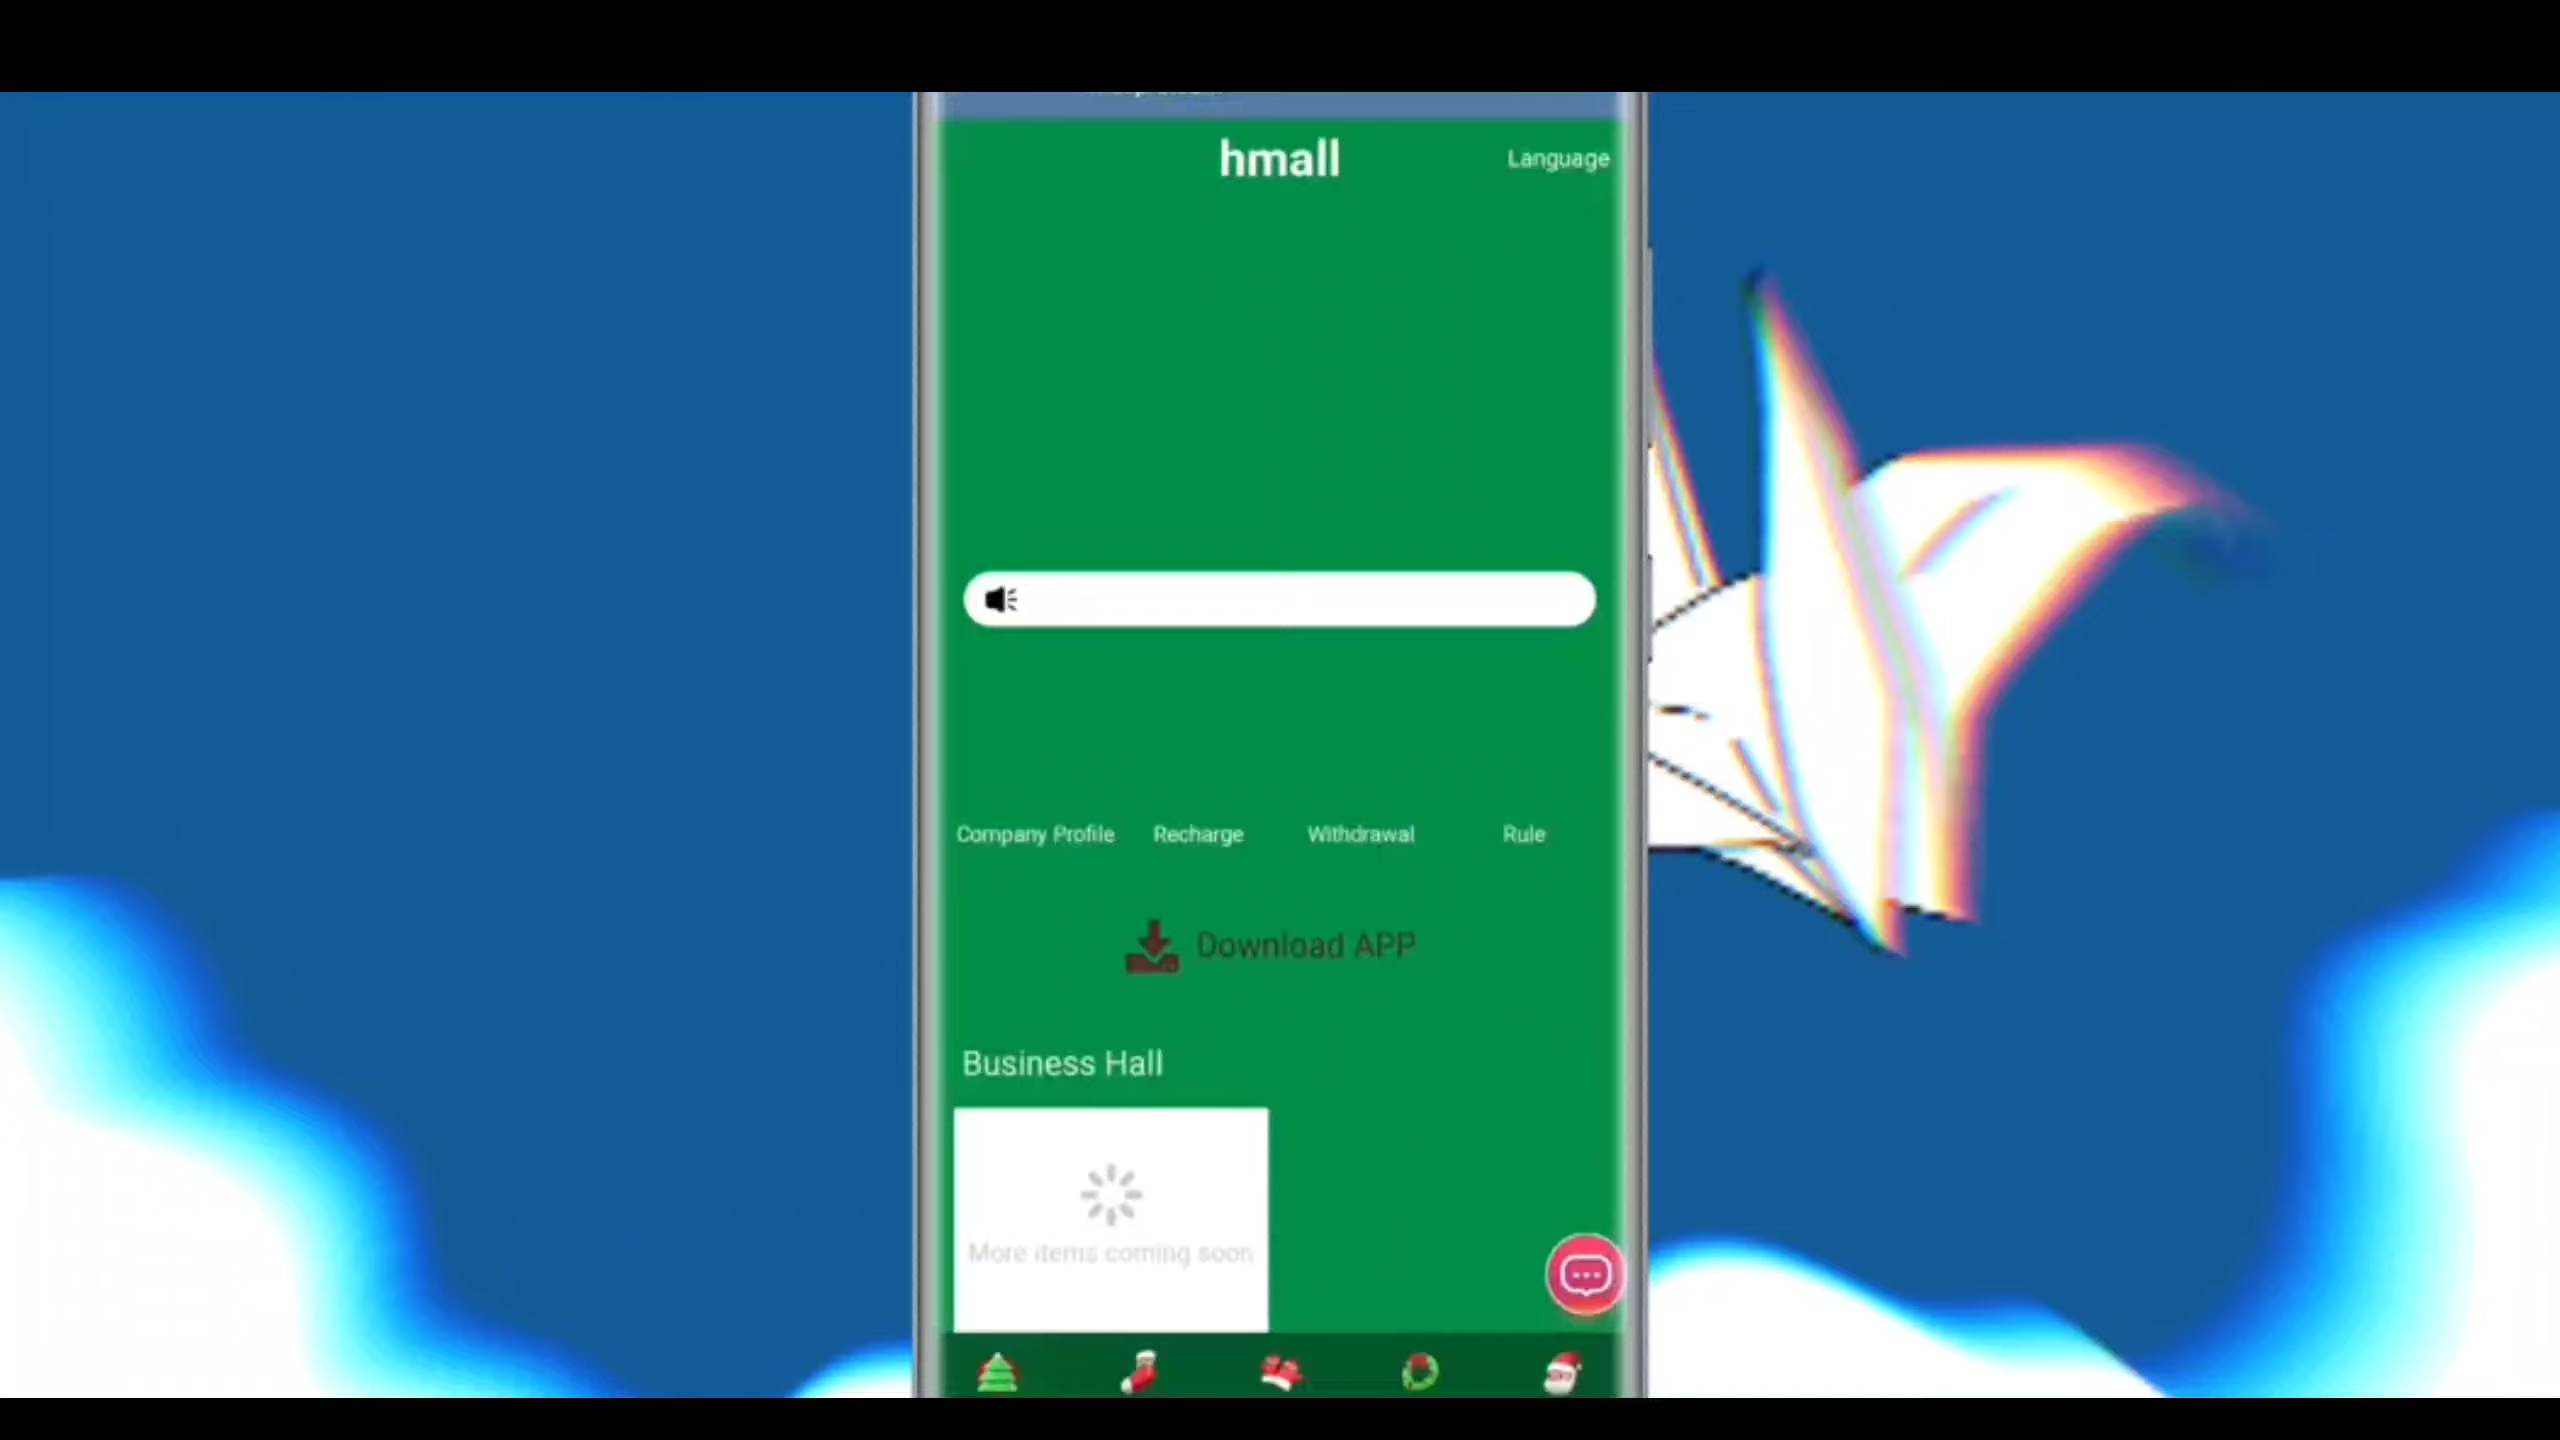 hmall
Language
Company Profile
Recharge
Withdrawal
Rule
Download APP
Business Hall
More items coming soon